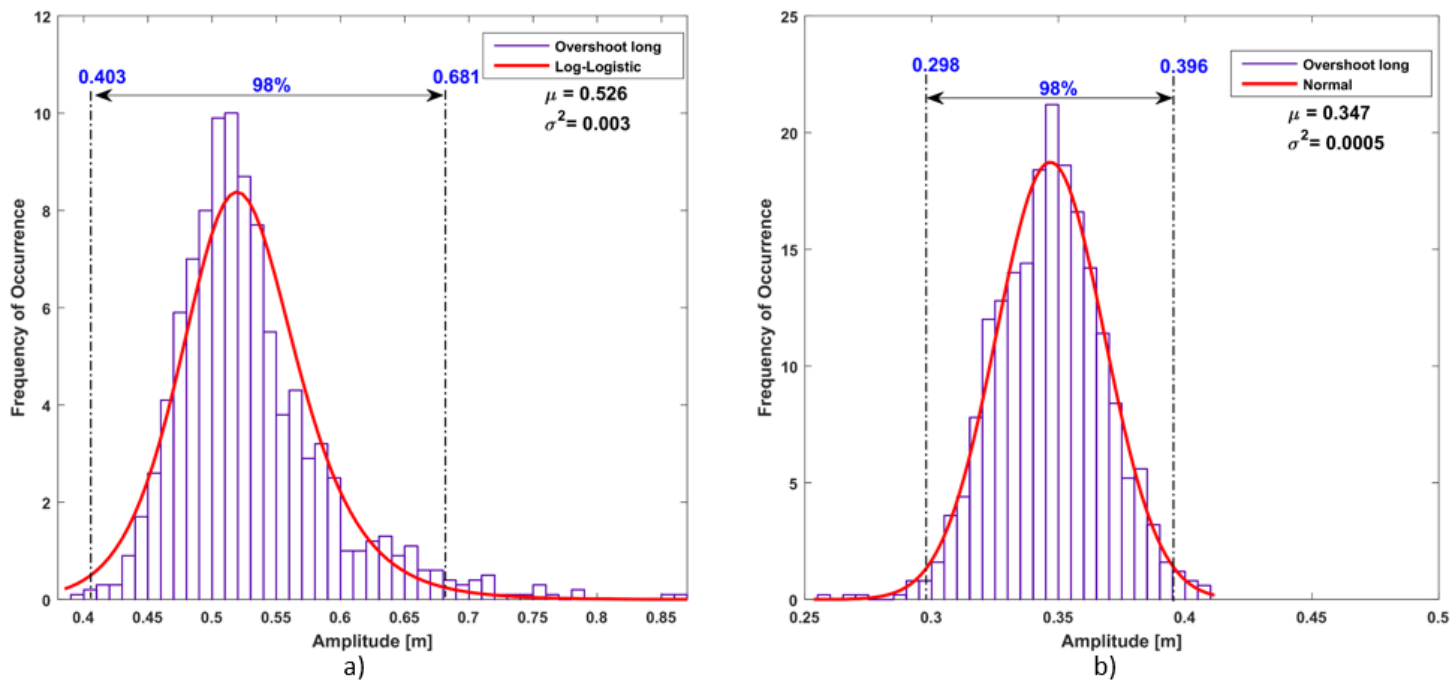 12
10
8
6
4
2
0
Frequency of Occurrence
0.4
0.45
0.5
0.55
0.6
0.65
0.7
0.75
0.8
0.85
Amplitude [m]
a)
0.403
98%
0.681
Overshoot long
Log-Logistic
μ = 0.526
σ²= 0.003
25
20
15
10
5
0
Frequency of Occurrence
0.25
0.3
0.35
0.4
0.45
0.5
Amplitude [m]
b)
0.298
98%
0.396
Overshoot long
Normal
μ = 0.347
σ²= 0.0005